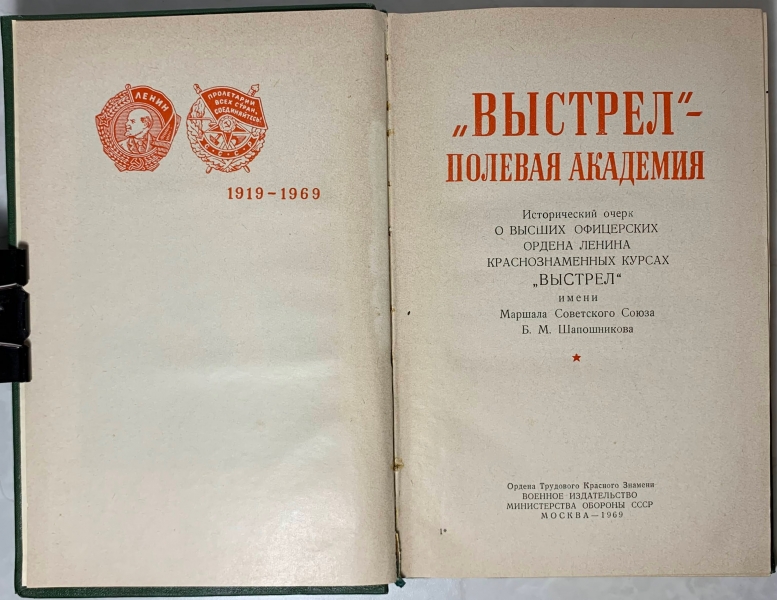 ЛЕНИН
ПРОЛЕТАРИИ
ВСЕХ СТРАН,
СОЕДИНЯЙТЕСЬ!
С С С Р
1919–1969
„ВЫСТРЕЛ“–
ПОЛЕВАЯ АКАДЕМИЯ
Исторический очерк
О ВЫСШИХ ОФИЦЕРСКИХ
ОРДЕНА ЛЕНИНА
КРАСНОЗНАМЕННЫХ КУРСАХ
„ВЫСТРЕЛ“
имени
Маршала Советского Союза
Б. М. Шапошникова
Ордена Трудового Красного Знамени
ВОЕННОЕ ИЗДАТЕЛЬСТВО
МИНИСТЕРСТВА ОБОРОНЫ СССР
МОСКВА—1969